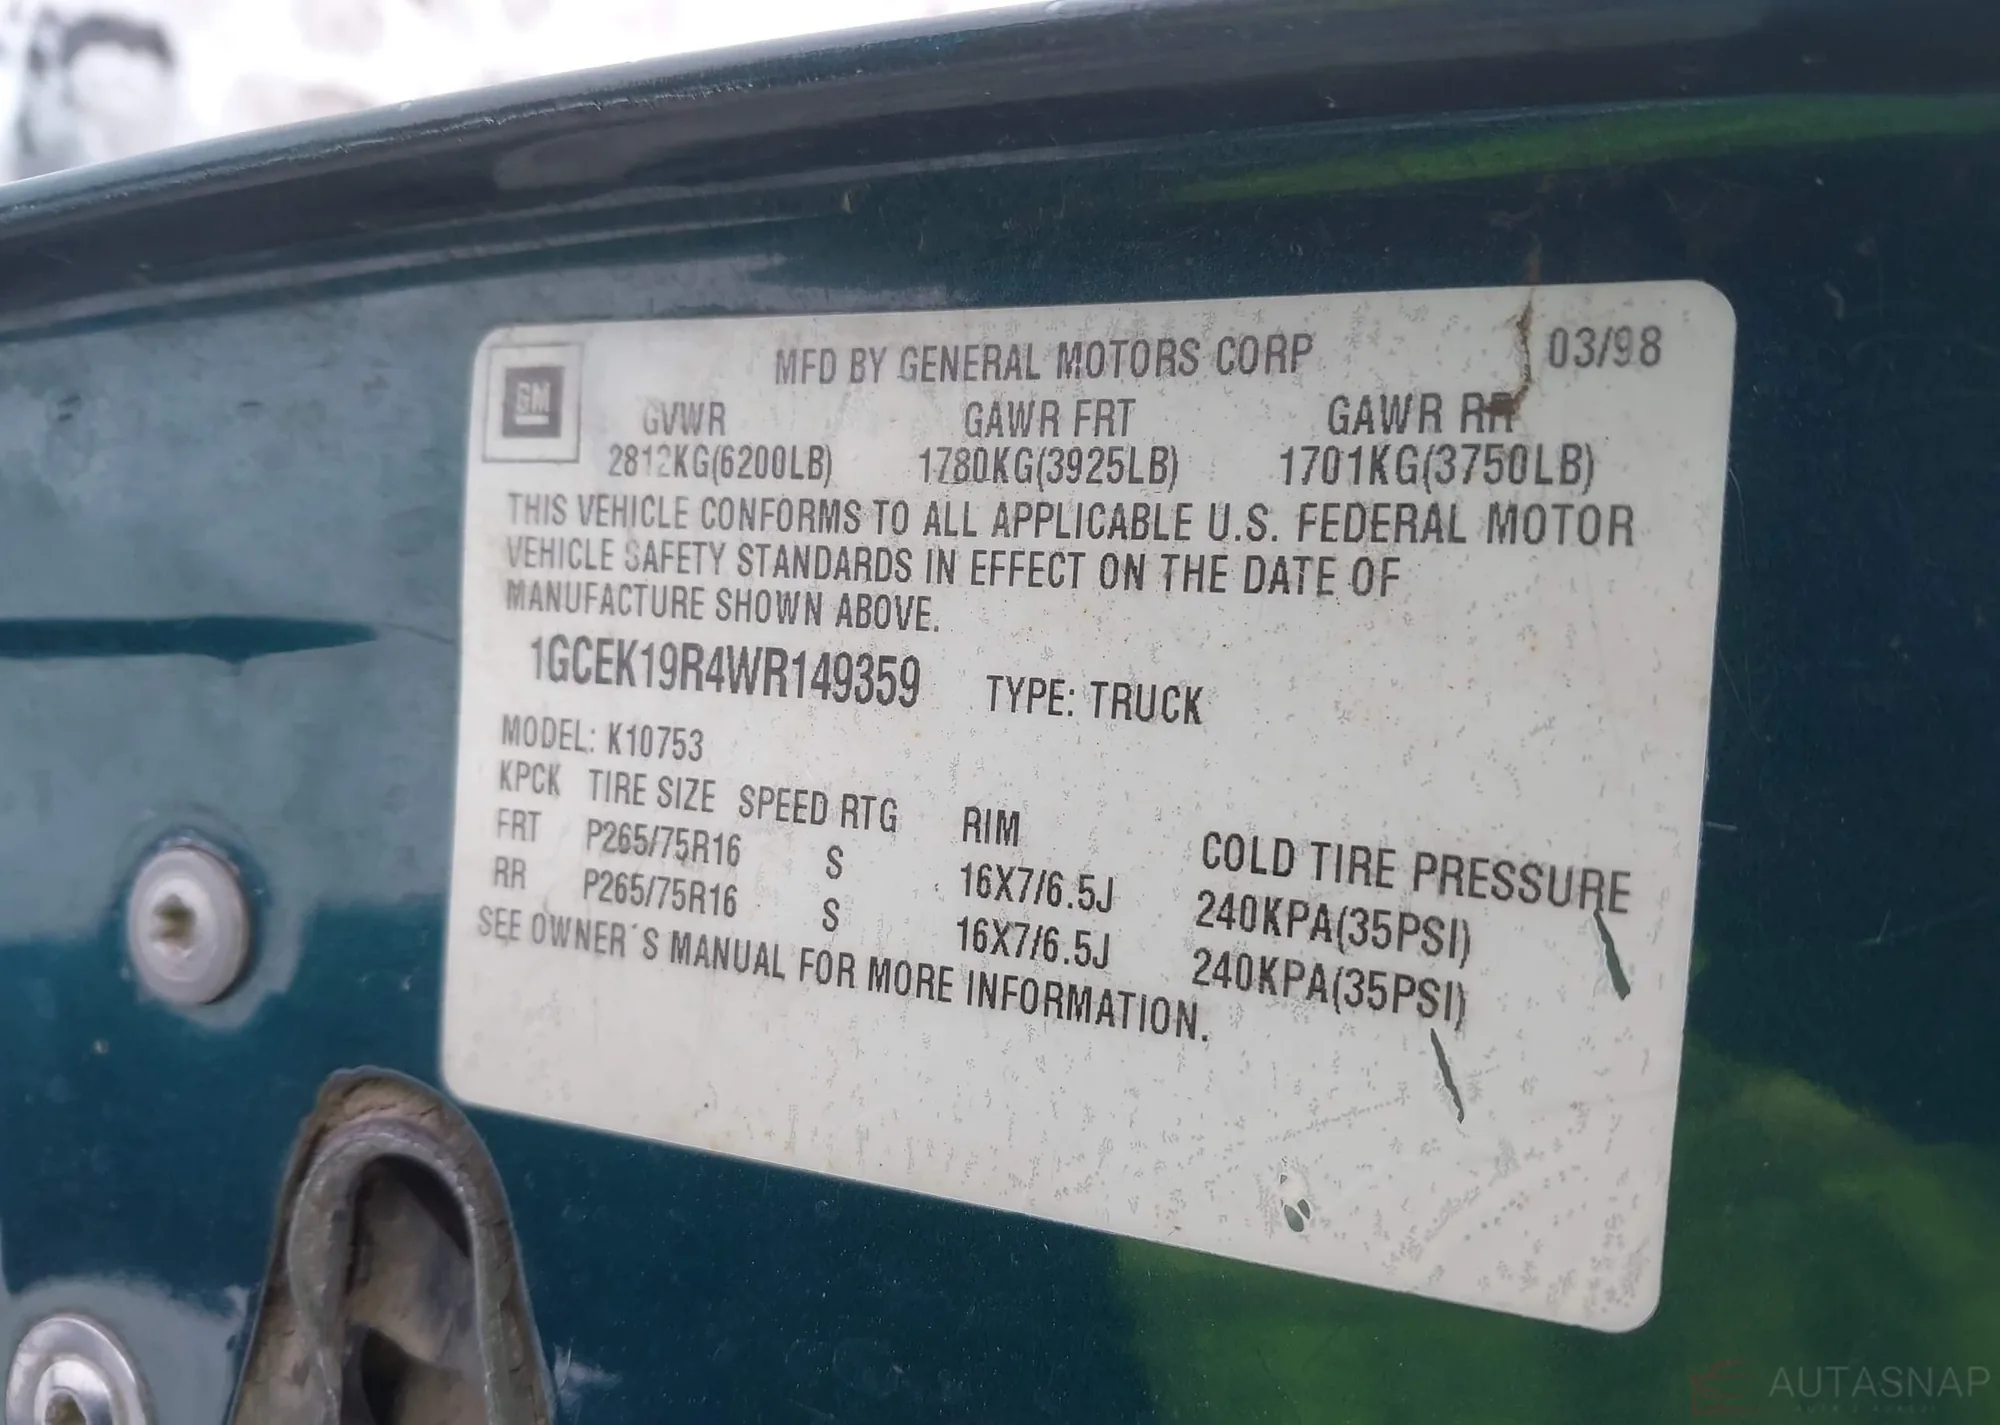 GM
MFD BY GENERAL MOTORS CORP 03/98
GVWR GAWR FRT GAWR RR
2812KG(6200LB) 1780KG(3925LB) 1701KG(3750LB)
THIS VEHICLE CONFORMS TO ALL APPLICABLE U.S. FEDERAL MOTOR
VEHICLE SAFETY STANDARDS IN EFFECT ON THE DATE OF
MANUFACTURE SHOWN ABOVE.
1GCEK19R4WR149359 TYPE: TRUCK
MODEL: K10753
KPCK TIRE SIZE SPEED RTG RIM COLD TIRE PRESSURE
FRT P265/75R16 S 16X7/6.5J 240KPA(35PSI)
RR P265/75R16 S 16X7/6.5J 240KPA(35PSI)
SEE OWNER'S MANUAL FOR MORE INFORMATION.
AUTASNAP